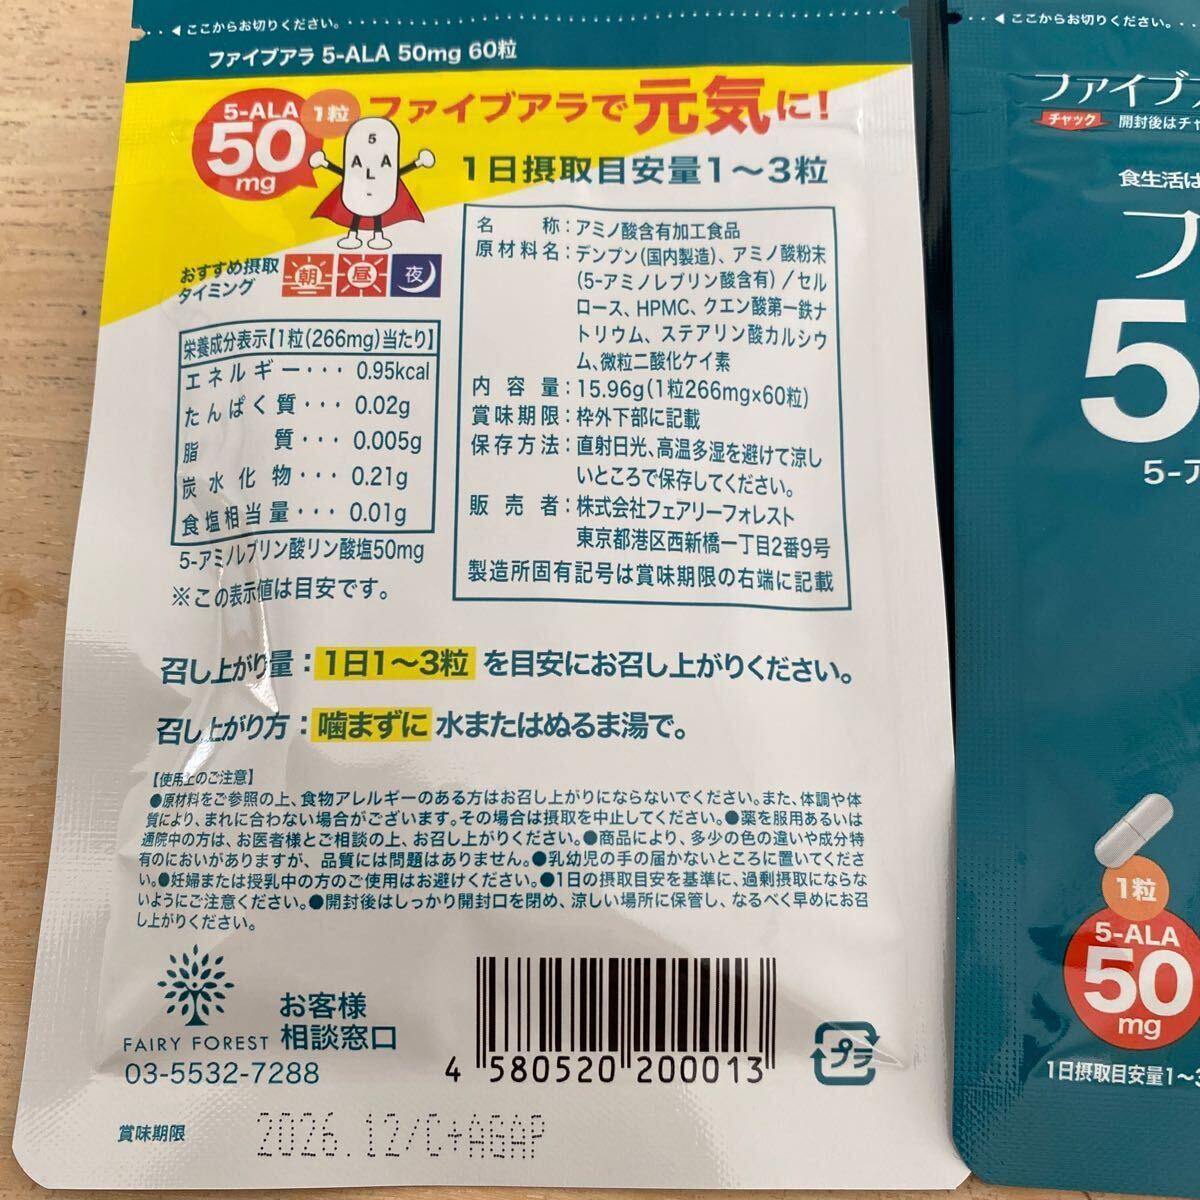 ここからお切りください。
ファイブアラ 5-ALA 50mg 60粒
5-ALA
50
mg
1粒
ファイブアラで元気に!
1日摂取目安量1〜3粒
5
A A
L
-
おすすめ摂取
タイミング
朝 昼 夜
栄養成分表示【1粒(266mg)当たり】
エネルギー・・・ 0.95kcal
たんぱく質・・・ 0.02g
脂質・・・ 0.005g
炭水化物・・・ 0.21g
食塩相当量・・・ 0.01g
5-アミノレブリン酸リン酸塩50mg
※この表示値は目安です。
名称:アミノ酸含有加工食品
原材料名:デンプン(国内製造)、アミノ酸粉末
(5-アミノレブリン酸含有)/セル
ロース、HPMC、クエン酸第一鉄ナ
トリウム、ステアリン酸カルシウ
ム、微粒二酸化ケイ素
内容量:15.96g(1粒266mg×60粒)
賞味期限:枠外下部に記載
保存方法:直射日光、高温多湿を避けて涼し
いところで保存してください。
販売者:株式会社フェアリーフォレスト
東京都港区西新橋一丁目2番9号
製造所固有記号は賞味期限の右端に記載
召し上がり量:1日1〜3粒 を目安にお召し上がりください。
召し上がり方:噛まずに 水またはぬるま湯で。
【使用上のご注意】
●原材料をご参照の上、食物アレルギーのある方はお召し上がりにならないでください。また、体調や体
質により、まれに合わない場合がございます。その場合は摂取を中止してください。●薬を服用あるいは
通院中の方は、お医者様とご相談の上、お召し上がりください。●商品により、多少の色の違いや成分特
有のにおいがありますが、品質には問題はありません。●乳幼児の手の届かないところに置いてくださ
い。●妊婦または授乳中の方のご使用はお避けください。●1日の摂取目安を基準に、過剰摂取にならな
いようにご注意ください。●開封後はしっかり開封口を閉め、涼しい場所に保管し、なるべく早めにお召
し上がりください。
FAIRY FOREST
お客様
相談窓口
03-5532-7288
4 580520 200013
プラ
賞味期限 2026.12/C+AGAP
ここからお切りください。
ファイブ
チャック 開封後はチャ
食生活は
フ
5
5-ア
1粒
5-ALA
50
mg
1日摂取目安量1〜3